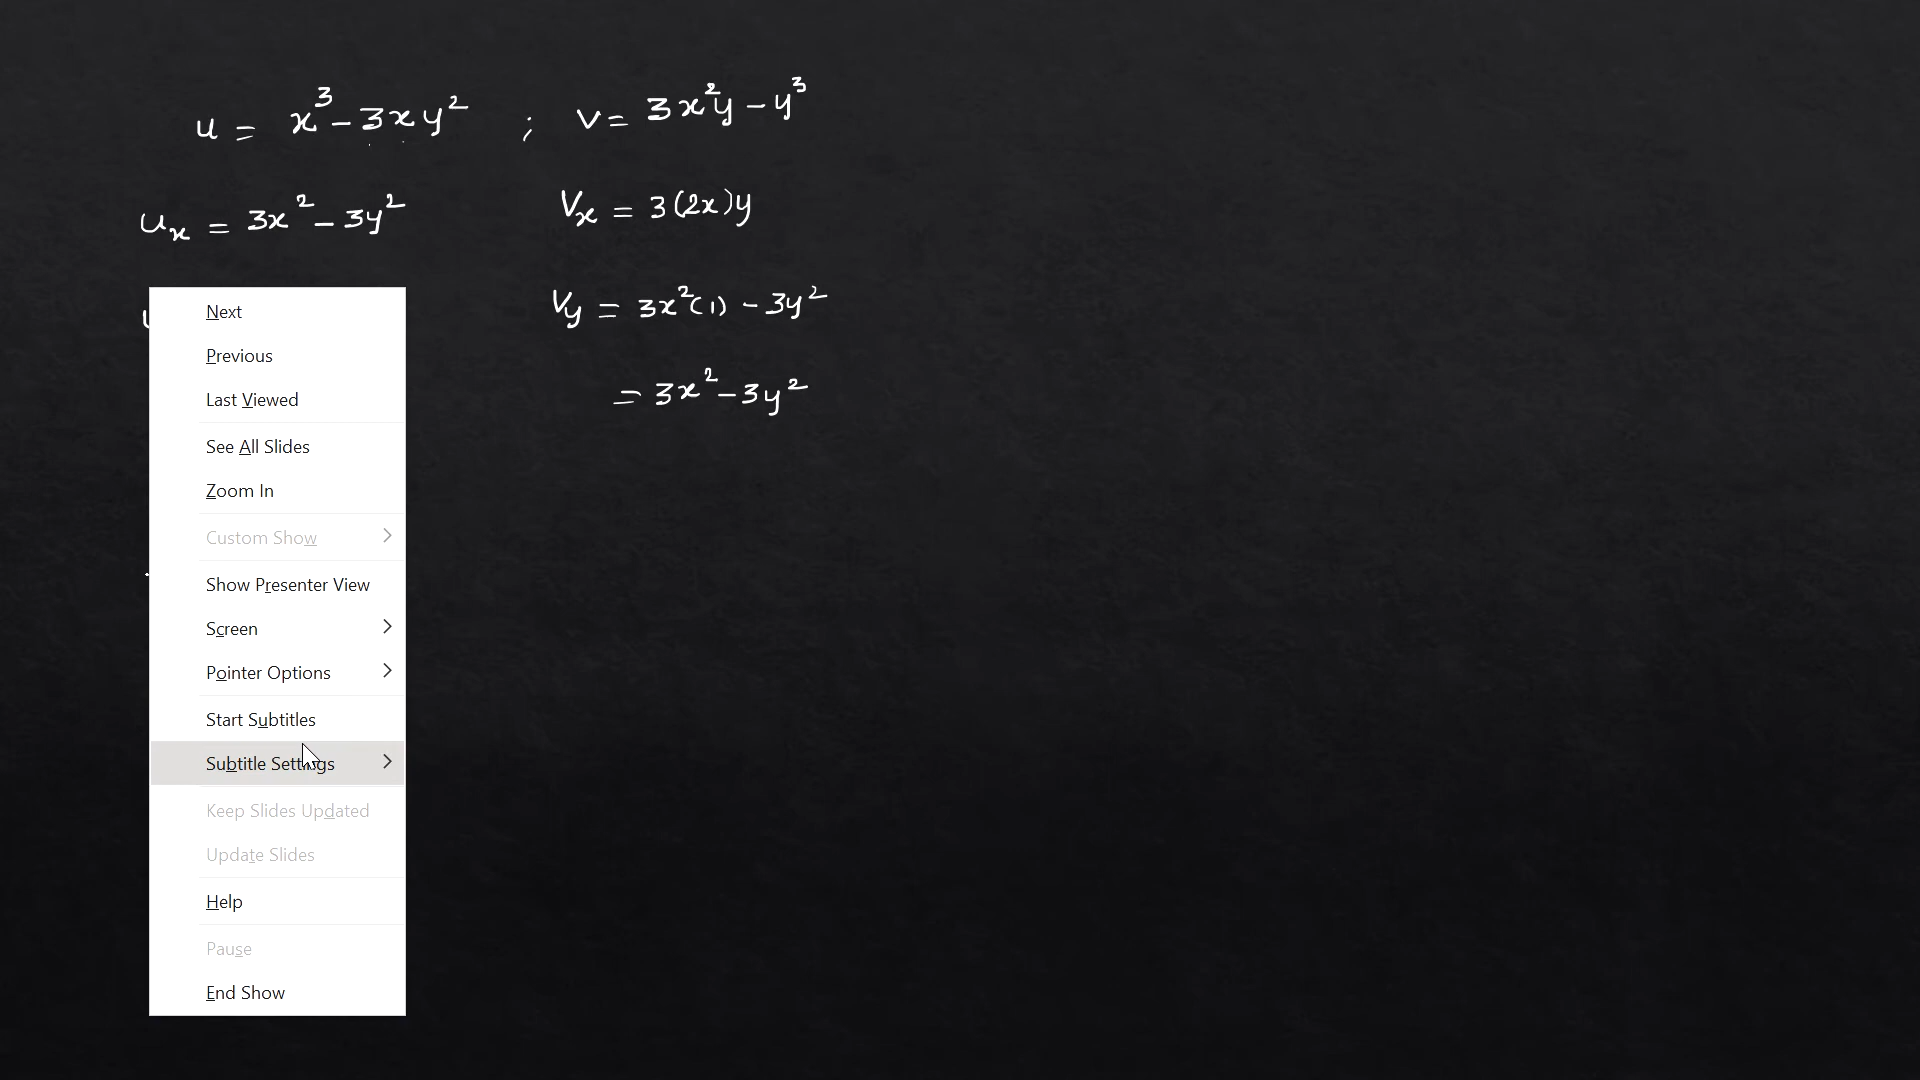 u = x³ - 3xy² ; v = 3x²y - y³
uₓ = 3x² - 3y²
Vₓ = 3(2x)y
V_y = 3x²(1) - 3y²
= 3x² - 3y²
Next
Previous
Last Viewed
See All Slides
Zoom In
Custom Show
Show Presenter View
Screen
Pointer Options
Start Subtitles
Subtitle Settings
Keep Slides Updated
Update Slides
Help
Pause
End Show